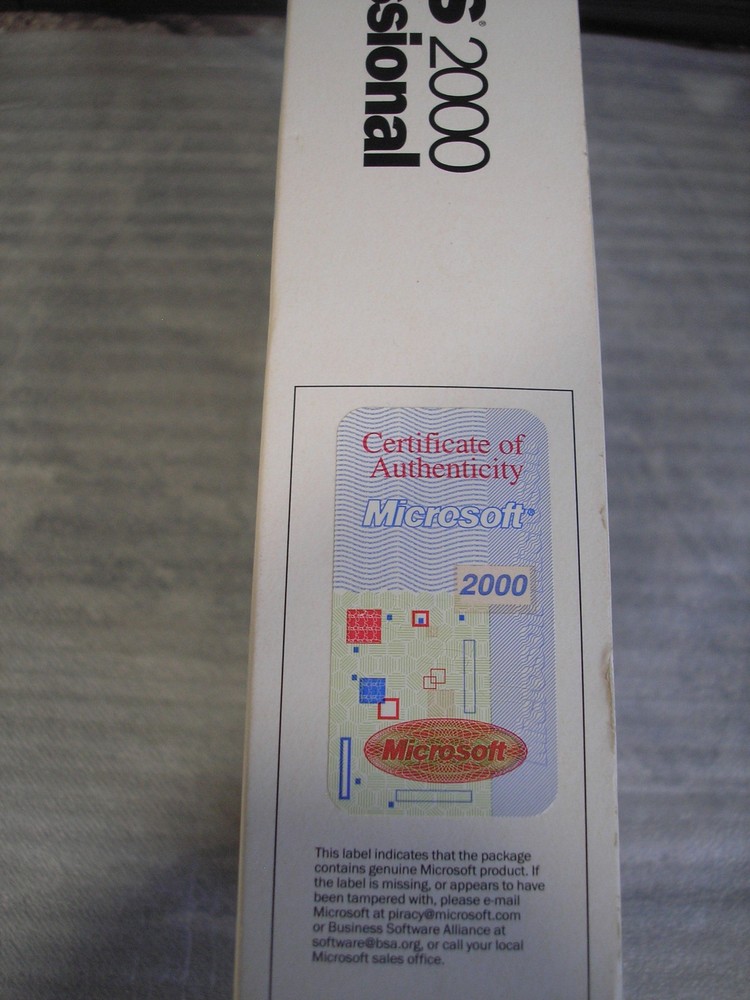 S® 2000
ssional
Certificate of
Authenticity
Microsoft®
2000
Microsoft
This label indicates that the package
contains genuine Microsoft product. If
the label is missing, or appears to have
been tampered with, please e-mail
Microsoft at piracy@microsoft.com
or Business Software Alliance at
software@bsa.org, or call your local
Microsoft sales office.